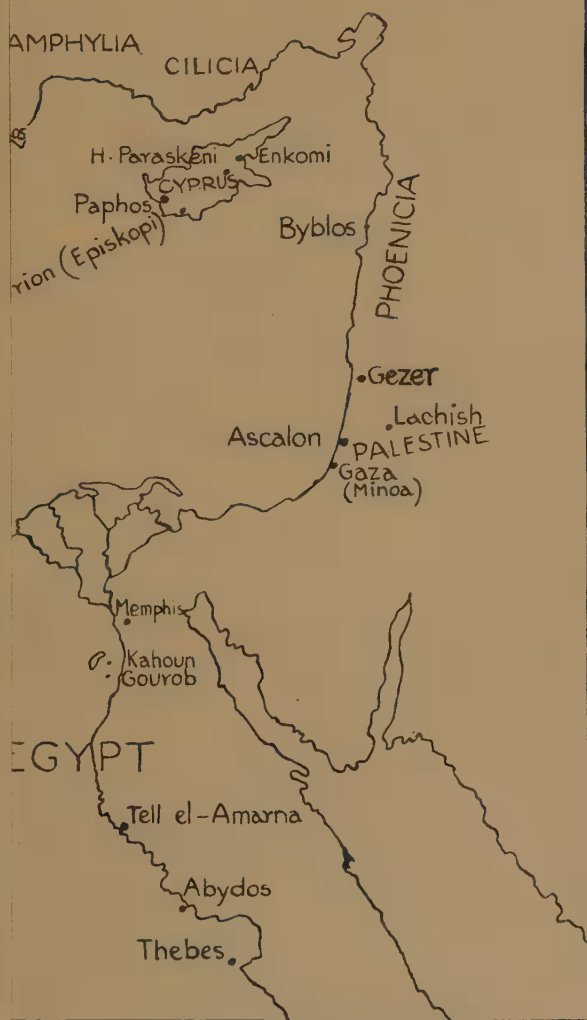 AMPHYLIA
CILICIA
H. Paraskeni
Enkomi
CYPRUS
Paphos
rion (Episkopi)
Byblos
PHOENICIA
Gezer
Lachish
Ascalon
PALESTINE
Gaza
(Minoa)
Memphis
Kahoun
Gourob
EGYPT
Tell el-Amarna
Abydos
Thebes